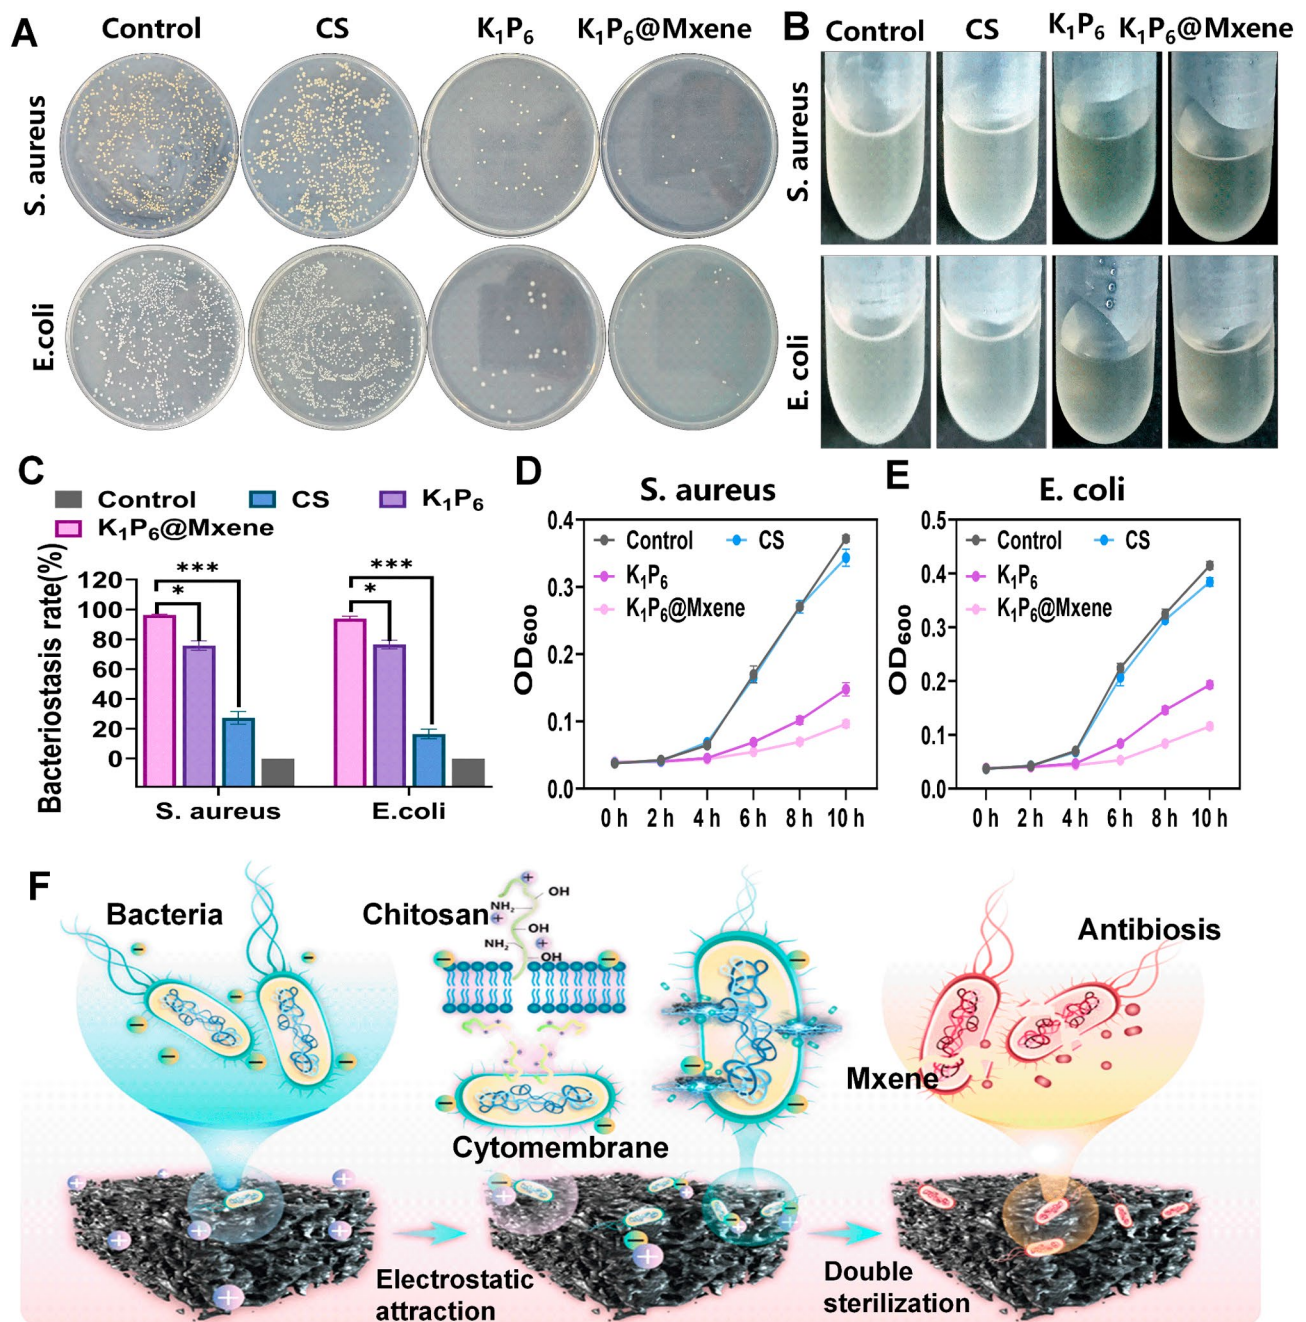 A
Control
CS
K₁P₆
K₁P₆@Mxene
S. aureus
E.coli
B
Control
CS
K₁P₆
K₁P₆@Mxene
S. aureus
E. coli
C
Control
CS
K₁P₆
K₁P₆@Mxene
Bacteriostasis rate(%)
120
100
80
60
40
20
0
***
*
***
*
S. aureus
E.coli
D
S. aureus
OD₆₀₀
0.4
0.3
0.2
0.1
0.0
Control
CS
K₁P₆
K₁P₆@Mxene
0 h 2 h 4 h 6 h 8 h 10 h
E
E. coli
OD₆₀₀
0.5
0.4
0.3
0.2
0.1
0.0
Control
CS
K₁P₆
K₁P₆@Mxene
0 h 2 h 4 h 6 h 8 h 10 h
F
Bacteria
Chitosan
OH
NH₂
OH
NH₂
OH
Cytomembrane
Mxene
Antibiosis
Electrostatic
attraction
Double
sterilization